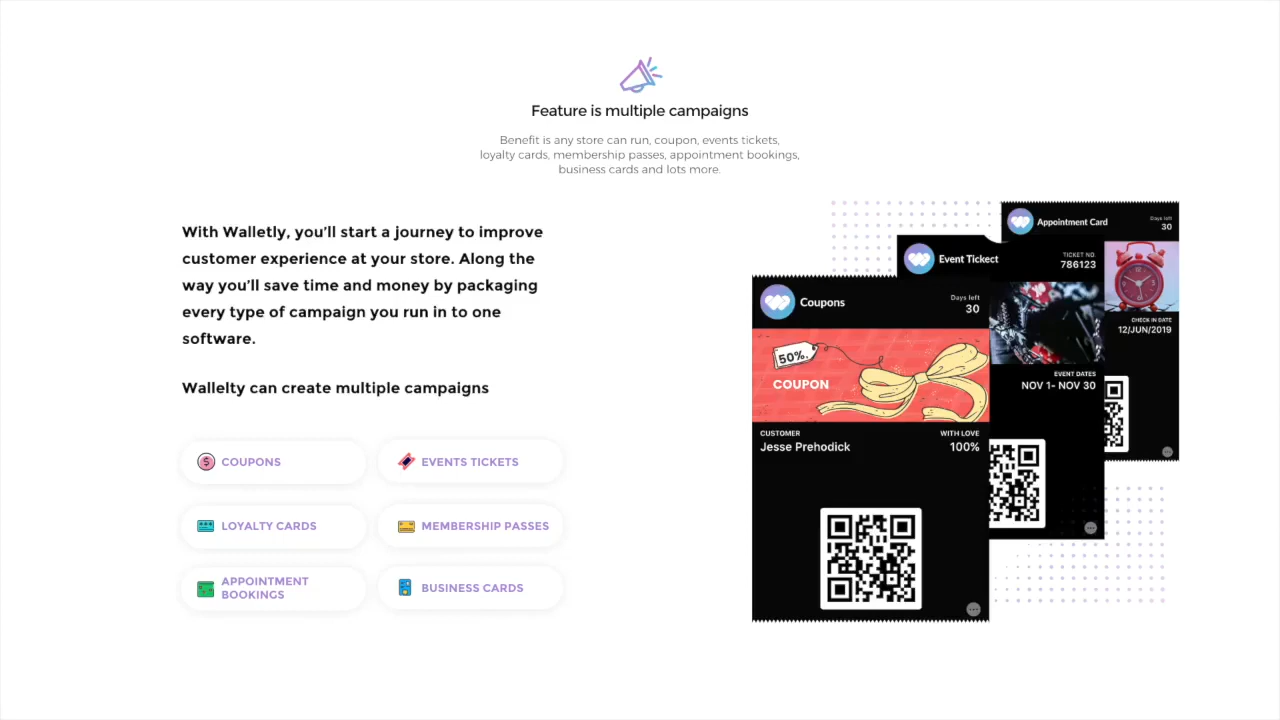 Feature is multiple campaigns
Benefit is any store can run, coupon, events tickets,
loyalty cards, membership passes, appointment bookings,
business cards and lots more.
With Walletly, you'll start a journey to improve
customer experience at your store. Along the
way you'll save time and money by packaging
every type of campaign you run in to one
software.
Wallelty can create multiple campaigns
COUPONS
EVENTS TICKETS
LOYALTY CARDS
MEMBERSHIP PASSES
APPOINTMENT
BOOKINGS
BUSINESS CARDS
Appointment Card
Days left
30
CHECK IN DATE
12/JUN/2019
Event Tickect
TICKET NO.
786123
EVENT DATES
NOV 1- NOV 30
Coupons
Days left
30
50%.
COUPON
CUSTOMER
WITH LOVE
Jesse Prehodick
100%